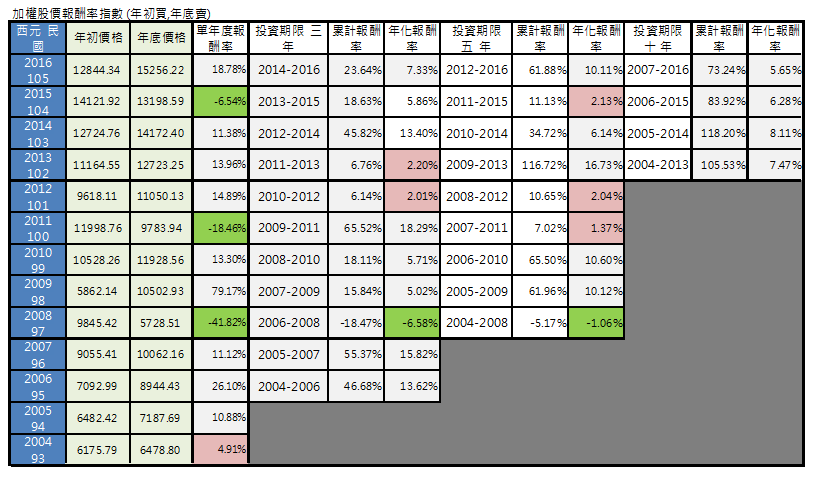 加權股價報酬率指數 (年初買,年底賣)
西元 民國 年初價格 年底價格 單年度報酬率 投資期限 三年 累計報酬率 年化報酬率 投資期限 五 年 累計報酬率 年化報酬率 投資期限 十 年 累計報酬率 年化報酬率
2016 105 12844.34 15256.22 18.78% 2014-2016 23.64% 7.33% 2012-2016 61.88% 10.11% 2007-2016 73.24% 5.65%
2015 104 14121.92 13198.59 -6.54% 2013-2015 18.63% 5.86% 2011-2015 11.13% 2.13% 2006-2015 83.92% 6.28%
2014 103 12724.76 14172.40 11.38% 2012-2014 45.82% 13.40% 2010-2014 34.72% 6.14% 2005-2014 118.20% 8.11%
2013 102 11164.55 12723.25 13.96% 2011-2013 6.76% 2.20% 2009-2013 116.72% 16.73% 2004-2013 105.53% 7.47%
2012 101 9618.11 11050.13 14.89% 2010-2012 6.14% 2.01% 2008-2012 10.65% 2.04%
2011 100 11998.76 9783.94 -18.46% 2009-2011 65.52% 18.29% 2007-2011 7.02% 1.37%
2010 99 10528.26 11928.56 13.30% 2008-2010 18.11% 5.71% 2006-2010 65.50% 10.60%
2009 98 5862.14 10502.93 79.17% 2007-2009 15.84% 5.02% 2005-2009 61.96% 10.12%
2008 97 9845.42 5728.51 -41.82% 2006-2008 -18.47% -6.58% 2004-2008 -5.17% -1.06%
2007 96 9055.41 10062.16 11.12% 2005-2007 55.37% 15.82%
2006 95 7092.99 8944.43 26.10% 2004-2006 46.68% 13.62%
2005 94 6482.42 7187.69 10.88%
2004 93 6175.79 6478.80 4.91%